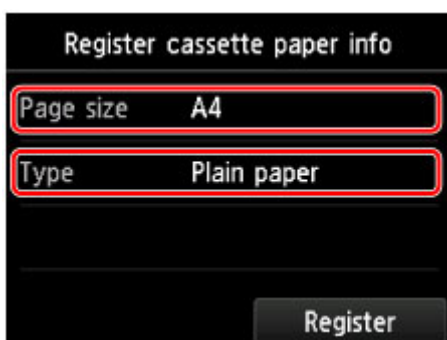 Register cassette paper info
Page size A4
Type Plain paper
Register